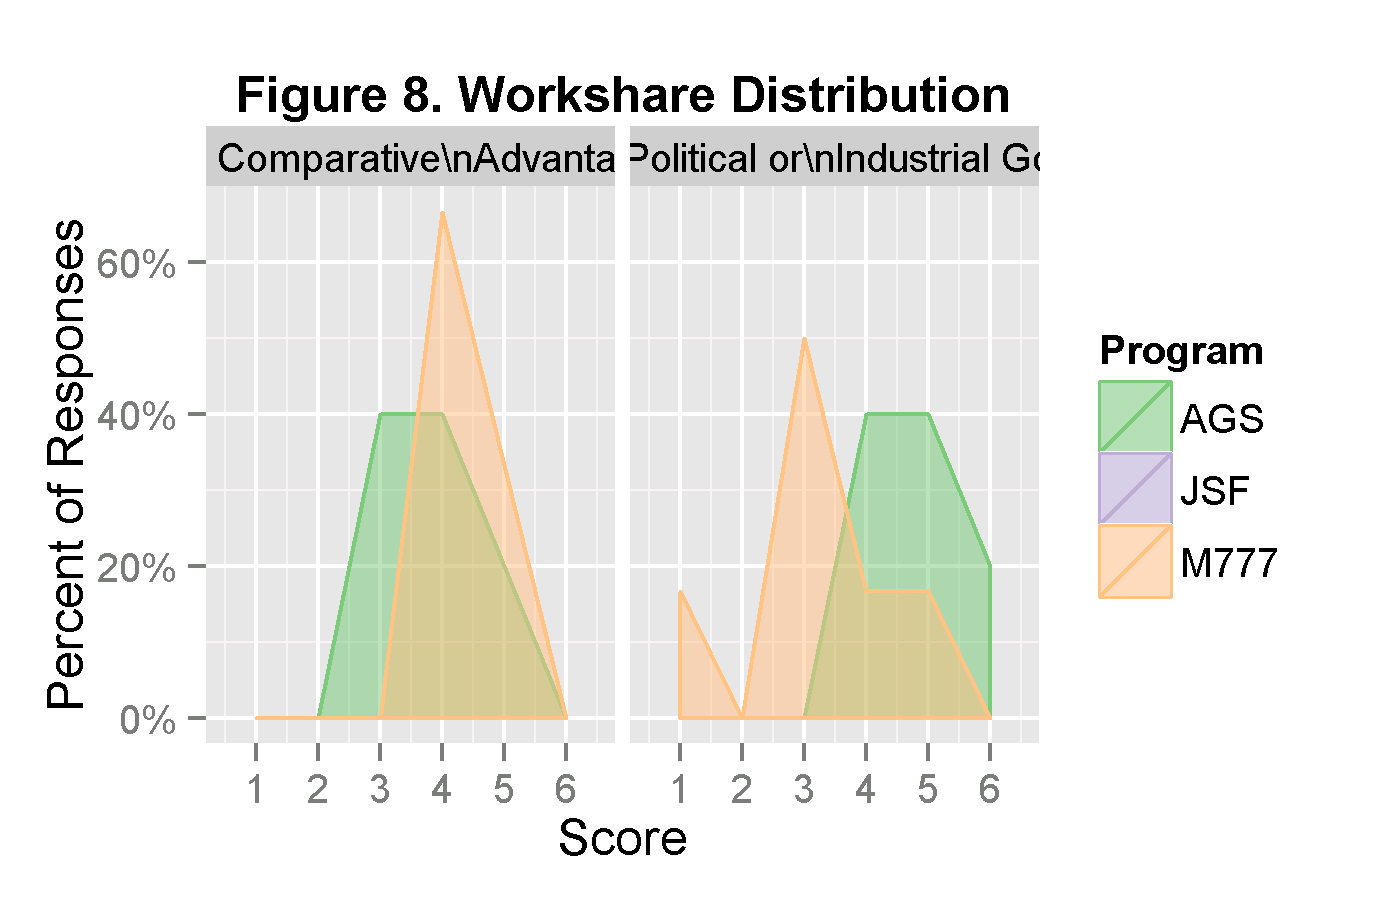 Figure 8. Workshare Distribution
Comparative\nAdvanta
Political or\nIndustrial Go
Percent of Responses
60%
40%
20%
0%
1 2 3 4 5 6
1 2 3 4 5 6
Score
Program
AGS
JSF
M777